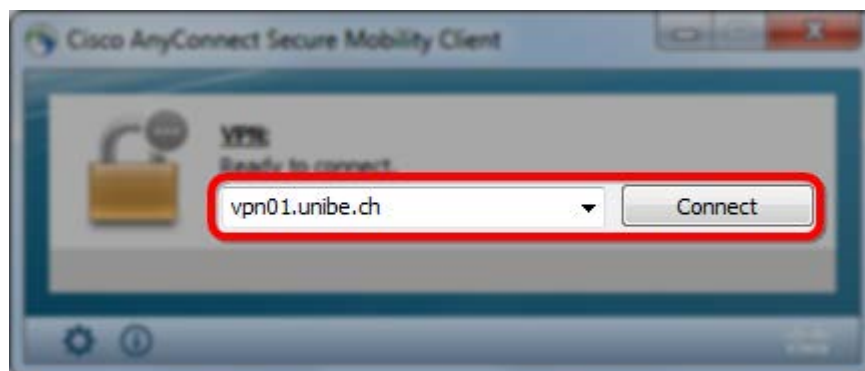 Cisco AnyConnect Secure Mobility Client
VPN:
Ready to connect.
vpn01.unibe.ch
Connect